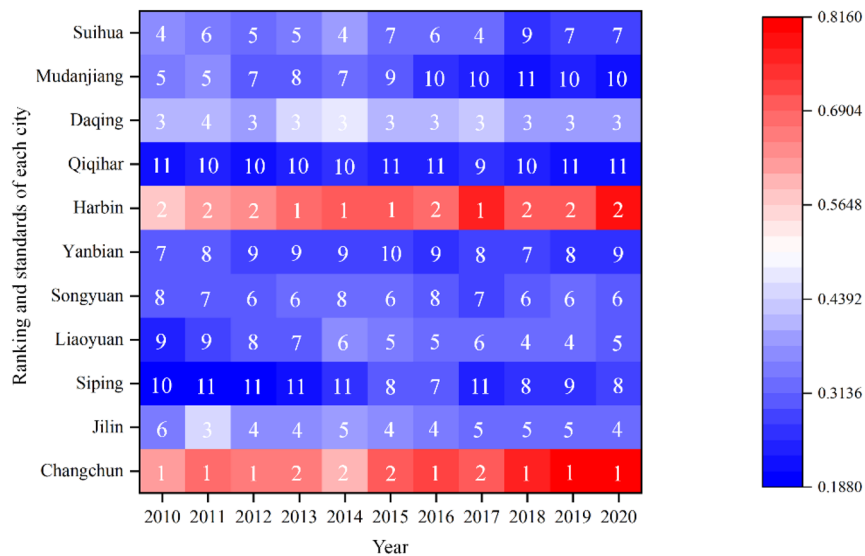 Ranking and standards of each city
Suihua 4 6 5 5 4 7 6 4 9 7 7
Mudanjiang 5 5 7 8 7 9 10 10 11 10 10
Daqing 3 4 3 3 3 3 3 3 3 3 3
Qiqihar 11 10 10 10 10 11 11 9 10 11 11
Harbin 2 2 2 1 1 1 2 1 2 2 2
Yanbian 7 8 9 9 9 10 9 8 7 8 9
Songyuan 8 7 6 6 8 6 8 7 6 6 6
Liaoyuan 9 9 8 7 6 5 5 6 4 4 5
Siping 10 11 11 11 11 8 7 11 8 9 8
Jilin 6 3 4 4 5 4 4 5 5 5 4
Changchun 1 1 1 2 2 2 1 2 1 1 1
2010 2011 2012 2013 2014 2015 2016 2017 2018 2019 2020
Year
0.8160
0.6904
0.5648
0.4392
0.3136
0.1880